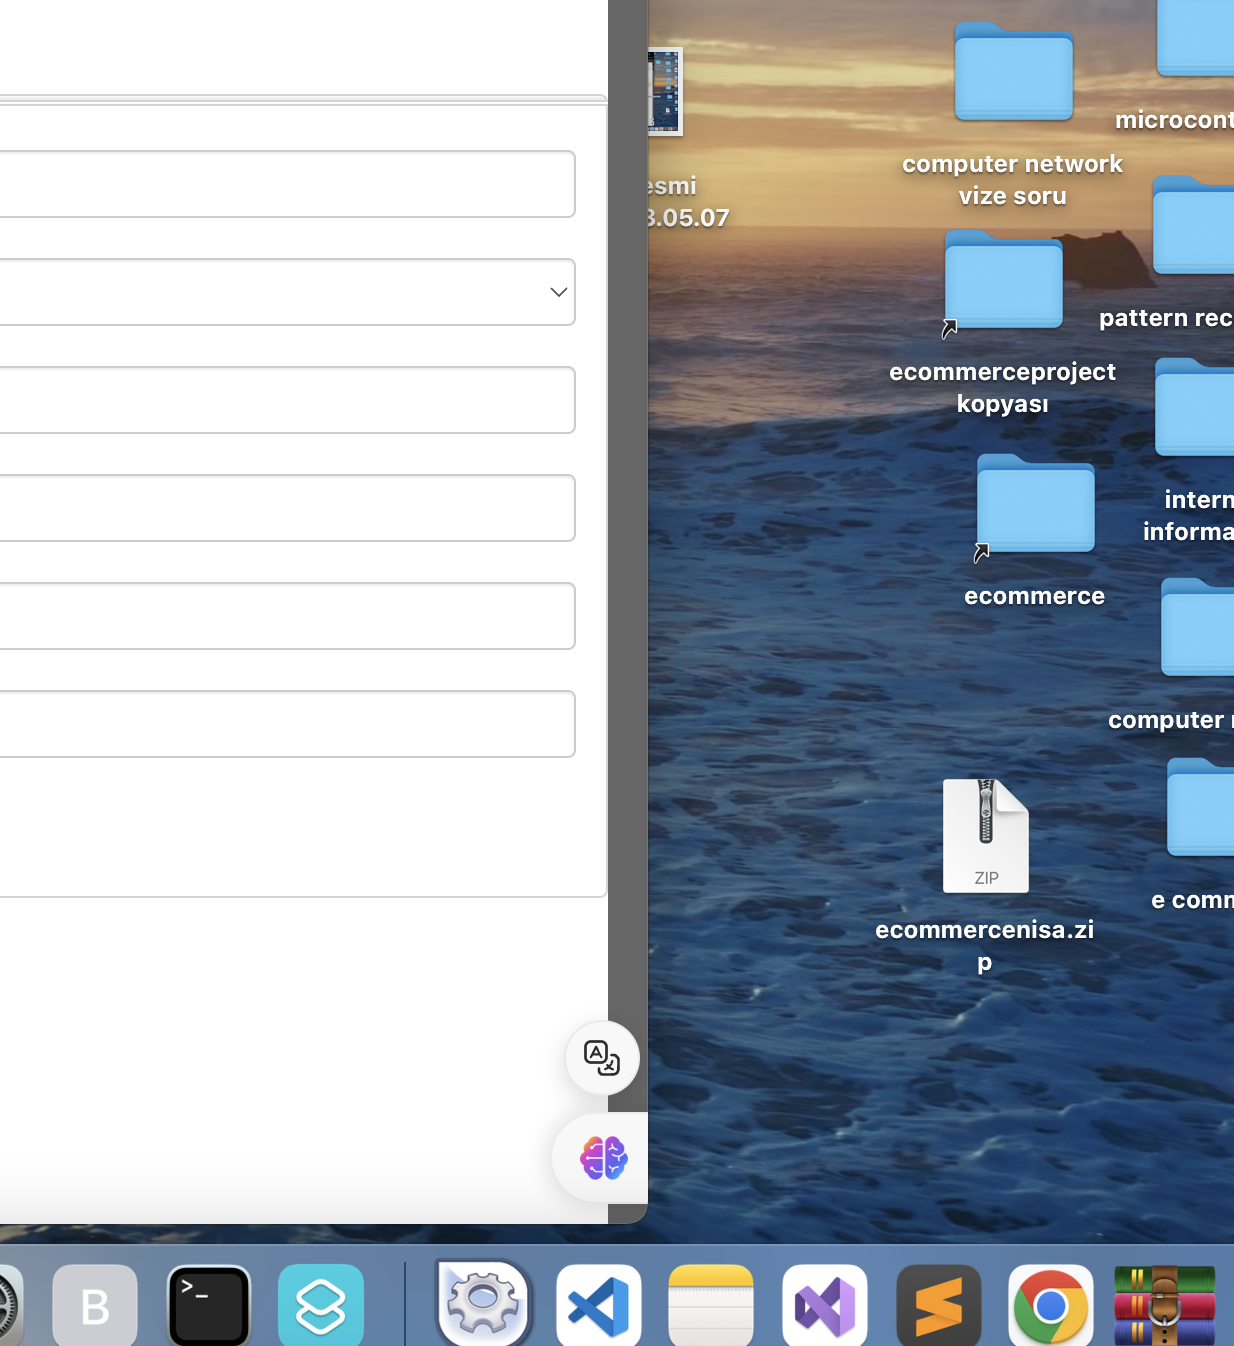 esmi
3.05.07
computer network
vize soru
microcont
pattern rec
ecommerceproject
kopyası
intern
informa
ecommerce
computer
ZIP
ecommercenisa.zi
p
e comm
A
B
>_